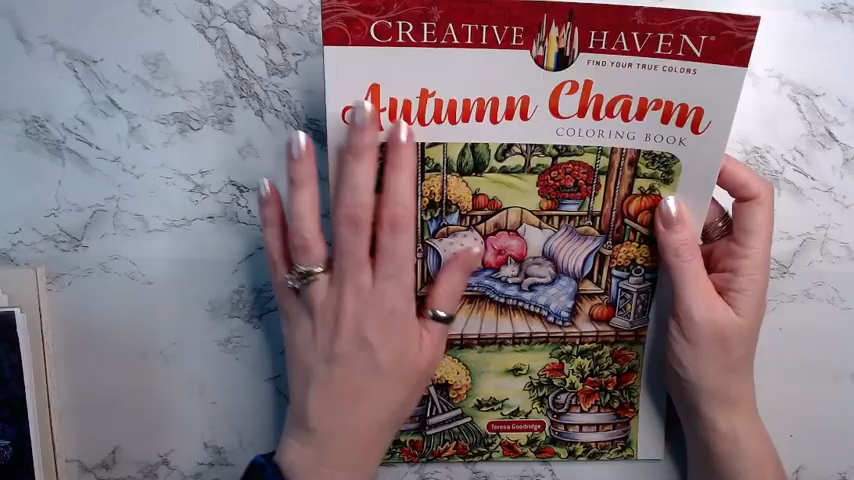 CREATIVE HAVEN®
FIND YOUR TRUE COLORS
Autumn Charm
COLORING BOOK
Teresa Goodridge